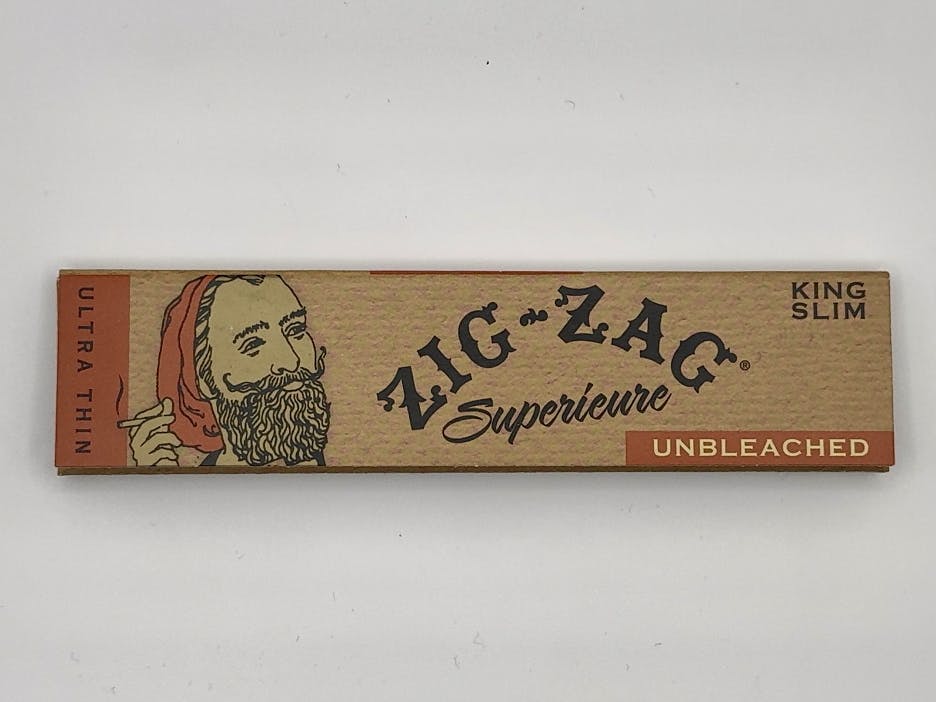 ULTRA THIN
ZIG-ZAG®
Superieure
KING
SLIM
UNBLEACHED